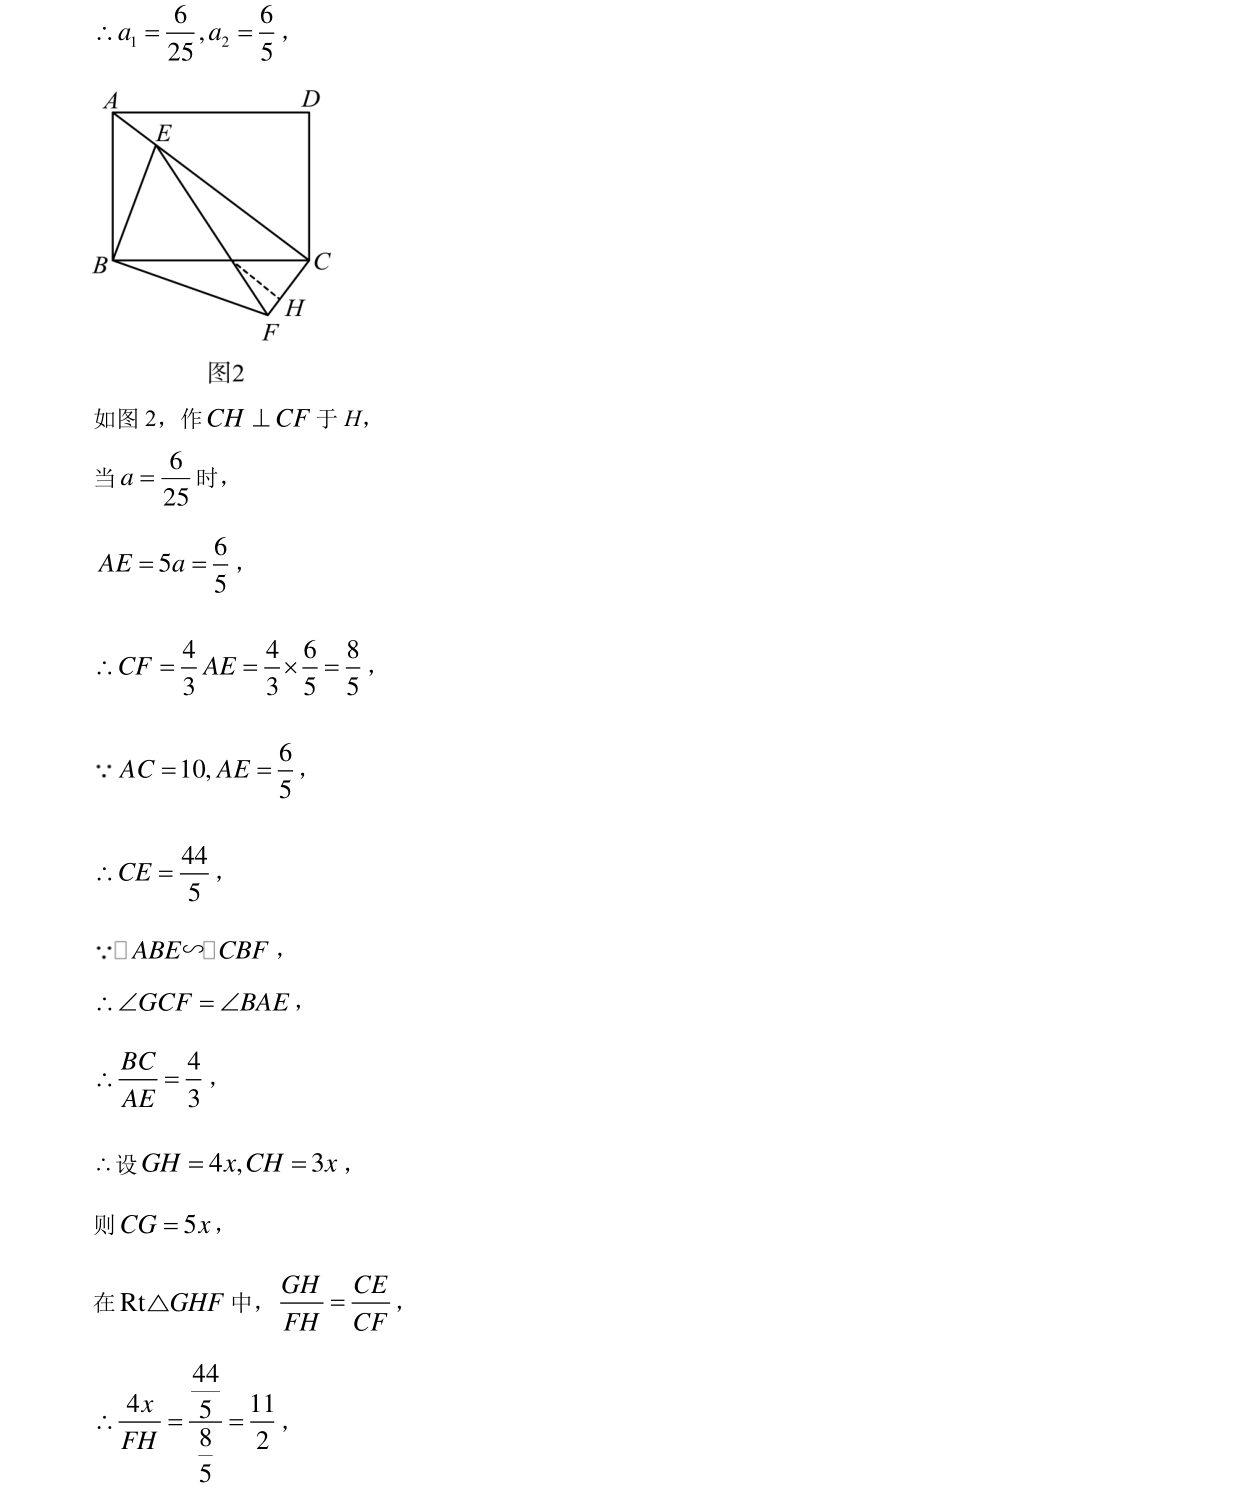 ∴a₁ = 6/25, a₂ = 6/5，
A D
E
B C
H
F
图2
如图 2，作 CH ⊥ CF 于 H，
当 a = 6/25 时，
AE = 5a = 6/5，
∴CF = 4/3 AE = 4/3 × 6/5 = 8/5，
∵ AC = 10, AE = 6/5，
∴CE = 44/5，
∵□ABE∽□CBF，
∴∠GCF = ∠BAE，
∴BC/AE = 4/3，
∴设 GH = 4x, CH = 3x，
则 CG = 5x，
在 Rt△GHF 中，GH/FH = CE/CF，
∴4x/FH = (44/5)/(8/5) = 11/2，